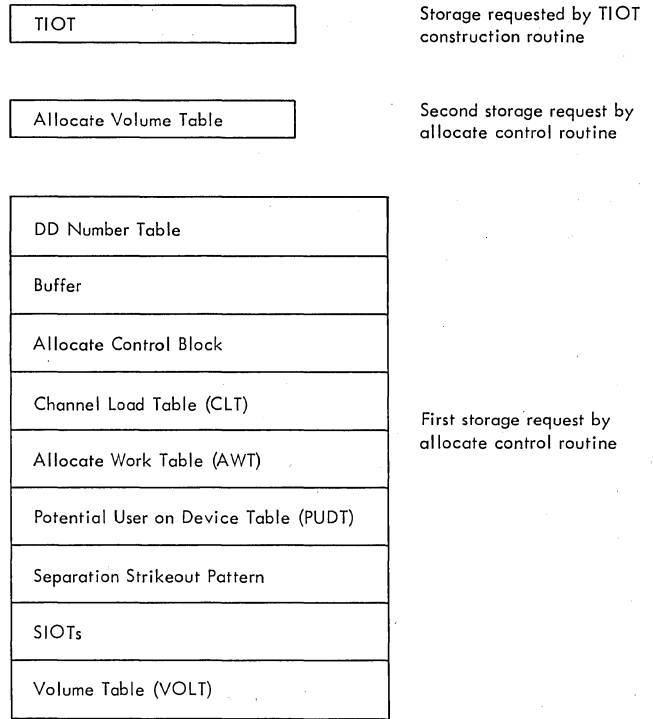 TIOT
Storage requested by TIOT
construction routine
Allocate Volume Table
Second storage request by
allocate control routine
DD Number Table
Buffer
Allocate Control Block
Channel Load Table (CLT)
Allocate Work Table (AWT)
Potential User on Device Table (PUDT)
Separation Strikeout Pattern
SIOTs
Volume Table (VOLT)
First storage request by
allocate control routine